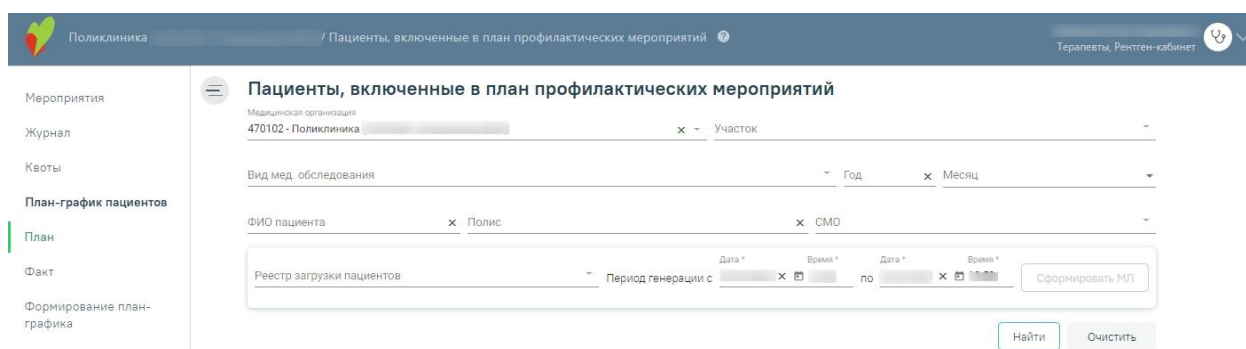 Поликлиника / Пациенты, включенные в план профилактических мероприятий ?
Терапевты, Рентген-кабинет
Мероприятия
Журнал
Квоты
План-график пациентов
План
Факт
Формирование план-
графика
Пациенты, включенные в план профилактических мероприятий
Медицинская организация
470102 - Поликлиника
Участок
Вид мед. обследования
Год
Месяц
ФИО пациента
Полис
СМО
Реестр загрузки пациентов
Период генерации с
Дата *
Время *
по
Дата *
Время *
Сформировать МЛ
Найти
Очистить